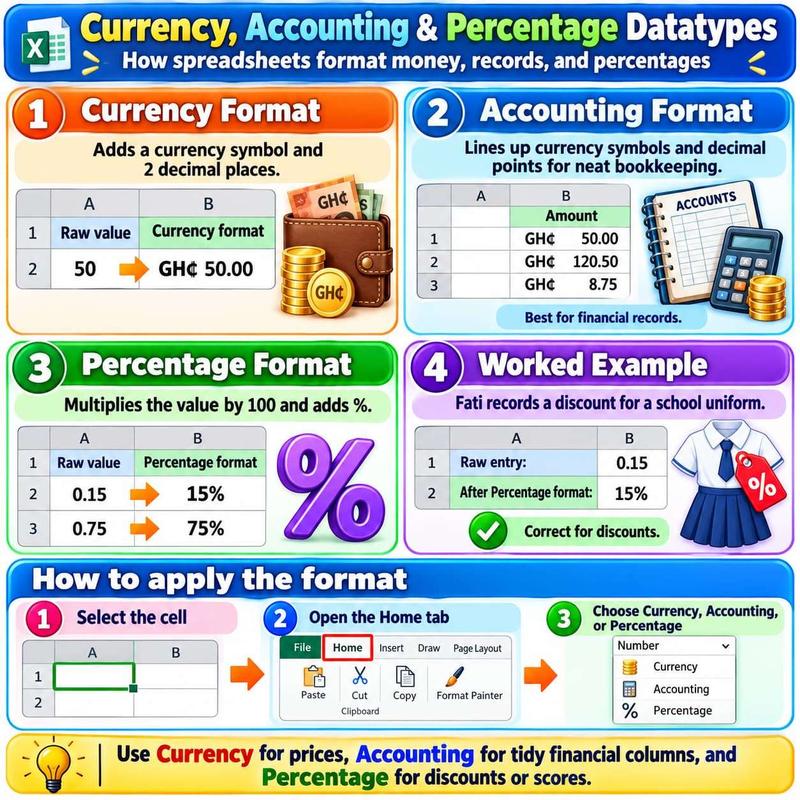 X
Currency, Accounting & Percentage Datatypes
How spreadsheets format money, records, and percentages
1 Currency Format
Adds a currency symbol and
2 decimal places.
A B
1 Raw value Currency format
2 50 GH₵ 50.00
GH₵ S
GH₵
2 Accounting Format
Lines up currency symbols and decimal
points for neat bookkeeping.
A B
Amount
1 GH₵ 50.00
2 GH₵ 120.50
3 GH₵ 8.75
ACCOUNTS
Best for financial records.
3 Percentage Format
Multiplies the value by 100 and adds %.
A B
1 Raw value Percentage format
2 0.15 15%
3 0.75 75%
%
4 Worked Example
Fati records a discount for a school uniform.
A B
1 Raw entry: 0.15
2 After Percentage format: 15%
%
Correct for discounts.
How to apply the format
1 Select the cell
A B
1
2
2 Open the Home tab
File Home Insert Draw Page Layout
Paste Cut Copy Format Painter
Clipboard
3 Choose Currency, Accounting,
or Percentage
Number
Currency
Accounting
% Percentage
Use Currency for prices, Accounting for tidy financial columns, and
Percentage for discounts or scores.